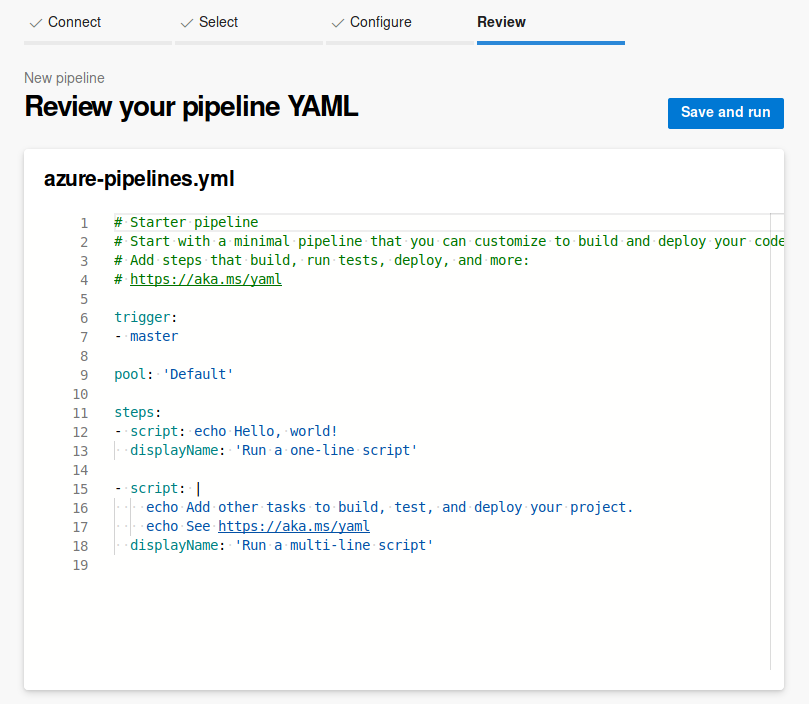 Connect
Select
Configure
Review
New pipeline
Review your pipeline YAML
Save and run
azure-pipelines.yml
1 # Starter pipeline
2 # Start with a minimal pipeline that you can customize to build and deploy your code
3 # Add steps that build, run tests, deploy, and more:
4 # https://aka.ms/yaml
5
6 trigger:
7 - master
8
9 pool: 'Default'
10
11 steps:
12 - script: echo Hello, world!
13   displayName: 'Run a one-line script'
14
15 - script: |
16     echo Add other tasks to build, test, and deploy your project.
17     echo See https://aka.ms/yaml
18   displayName: 'Run a multi-line script'
19